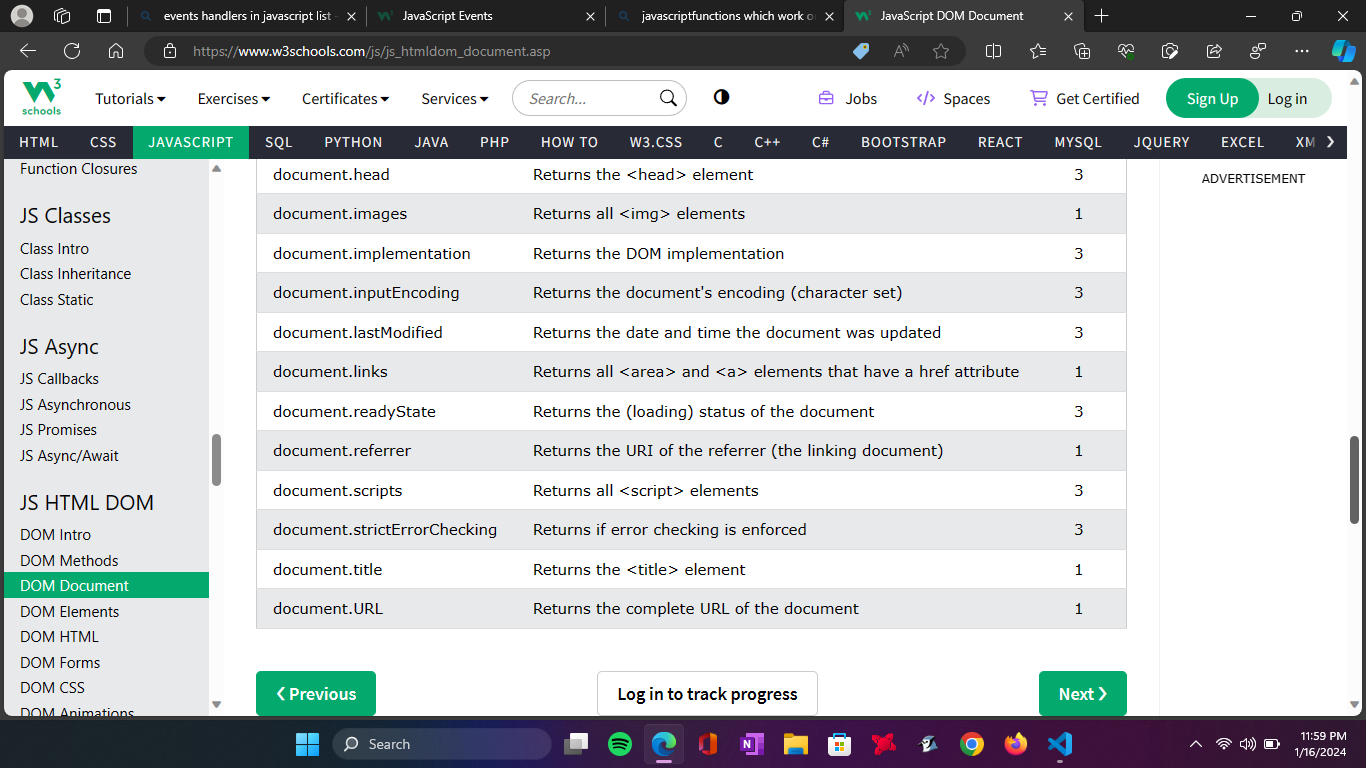 events handlers in javascript list -
JavaScript Events
javascriptfunctions which work o
JavaScript DOM Document
https://www.w3schools.com/js/js_htmldom_document.asp
W3 schools
Tutorials
Exercises
Certificates
Services
Search...
Jobs
Spaces
Get Certified
Sign Up
Log in
HTML CSS JAVASCRIPT SQL PYTHON JAVA PHP HOW TO W3.CSS C C++ C# BOOTSTRAP REACT MYSQL JQUERY EXCEL XM
Function Closures
JS Classes
Class Intro
Class Inheritance
Class Static
JS Async
JS Callbacks
JS Asynchronous
JS Promises
JS Async/Await
JS HTML DOM
DOM Intro
DOM Methods
DOM Document
DOM Elements
DOM HTML
DOM Forms
DOM CSS
DOM Animations
document.head Returns the <head> element 3
document.images Returns all <img> elements 1
document.implementation Returns the DOM implementation 3
document.inputEncoding Returns the document's encoding (character set) 3
document.lastModified Returns the date and time the document was updated 3
document.links Returns all <area> and <a> elements that have a href attribute 1
document.readyState Returns the (loading) status of the document 3
document.referrer Returns the URI of the referrer (the linking document) 1
document.scripts Returns all <script> elements 3
document.strictErrorChecking Returns if error checking is enforced 3
document.title Returns the <title> element 1
document.URL Returns the complete URL of the document 1
❮ Previous
Log in to track progress
Next ❯
ADVERTISEMENT
Search
11:59 PM
1/16/2024